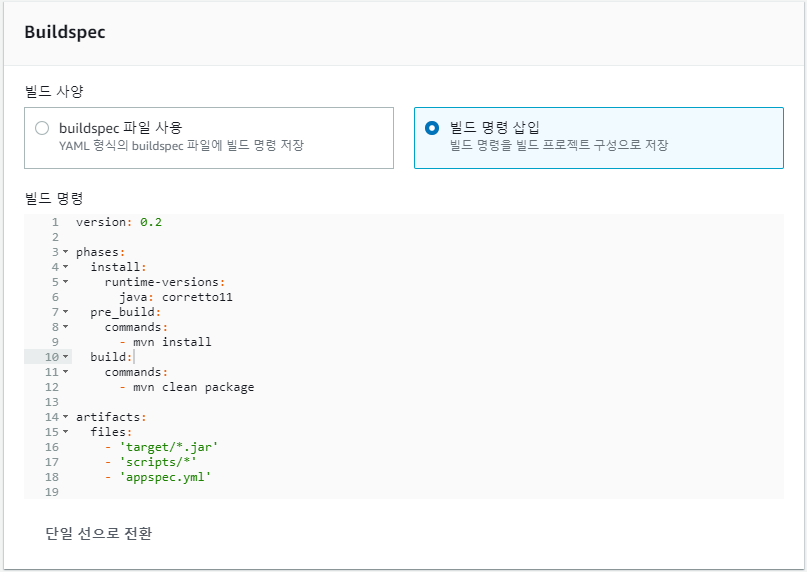 Buildspec
빌드 사양
buildspec 파일 사용
YAML 형식의 buildspec 파일에 빌드 명령 저장
빌드 명령 삽입
빌드 명령을 빌드 프로젝트 구성으로 저장
빌드 명령
1 version: 0.2
2
3 phases:
4   install:
5     runtime-versions:
6       java: corretto11
7   pre_build:
8     commands:
9       - mvn install
10   build:
11     commands:
12       - mvn clean package
13
14 artifacts:
15   files:
16     - 'target/*.jar'
17     - 'scripts/*'
18     - 'appspec.yml'
19
단일 선으로 전환